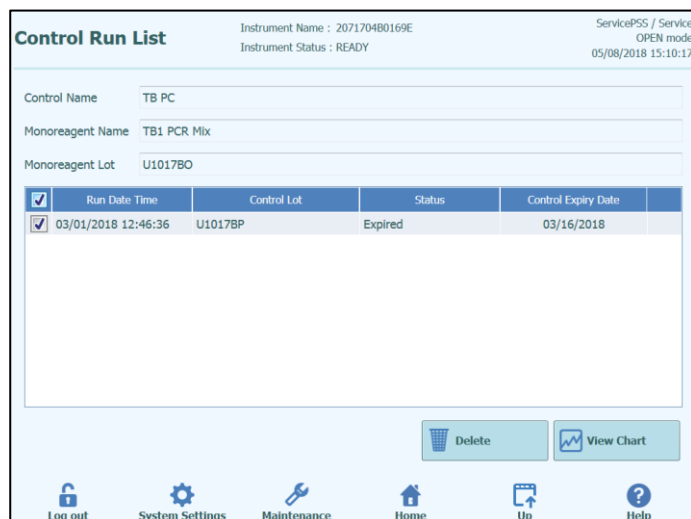 Control Run List
Instrument Name : 2071704B0169E
Instrument Status : READY
ServicePSS / Service
OPEN mode
05/08/2018 15:10:17
Control Name TB PC
Monoreagent Name TB1 PCR Mix
Monoreagent Lot U1017BO
Run Date Time Control Lot Status Control Expiry Date
03/01/2018 12:46:36 U1017BP Expired 03/16/2018
Delete View Chart
Log out System Settings Maintenance Home Up Help